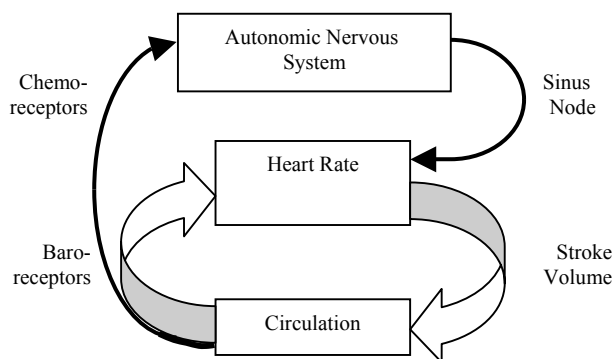 Autonomic Nervous
System
Chemo-
receptors
Sinus
Node
Heart Rate
Baro-
receptors
Stroke
Volume
Circulation